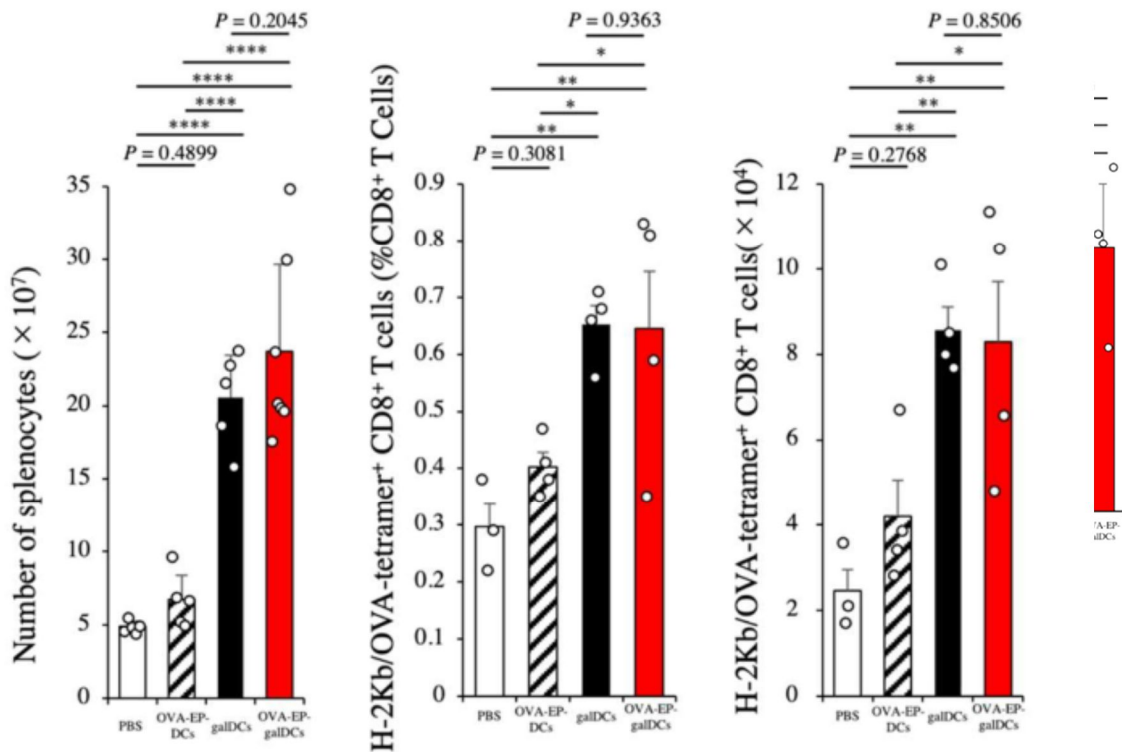 P = 0.2045
****
****
****
****
P = 0.4899
Number of splenocytes (×10⁷)
35
30
25
20
15
10
5
0
PBS
OVA-EP-
DCs
galDCs
OVA-EP-
galDCs
P = 0.9363
*
**
*
**
P = 0.3081
H-2Kb/OVA-tetramer⁺ CD8⁺ T cells (%CD8⁺ T Cells)
0.9
0.8
0.7
0.6
0.5
0.4
0.3
0.2
0.1
0
PBS
OVA-EP-
DCs
galDCs
OVA-EP-
galDCs
P = 0.8506
*
**
**
**
P = 0.2768
H-2Kb/OVA-tetramer⁺ CD8⁺ T cells(×10⁴)
12
10
8
6
4
2
0
PBS
OVA-EP-
DCs
galDCs
OVA-EP-
galDCs